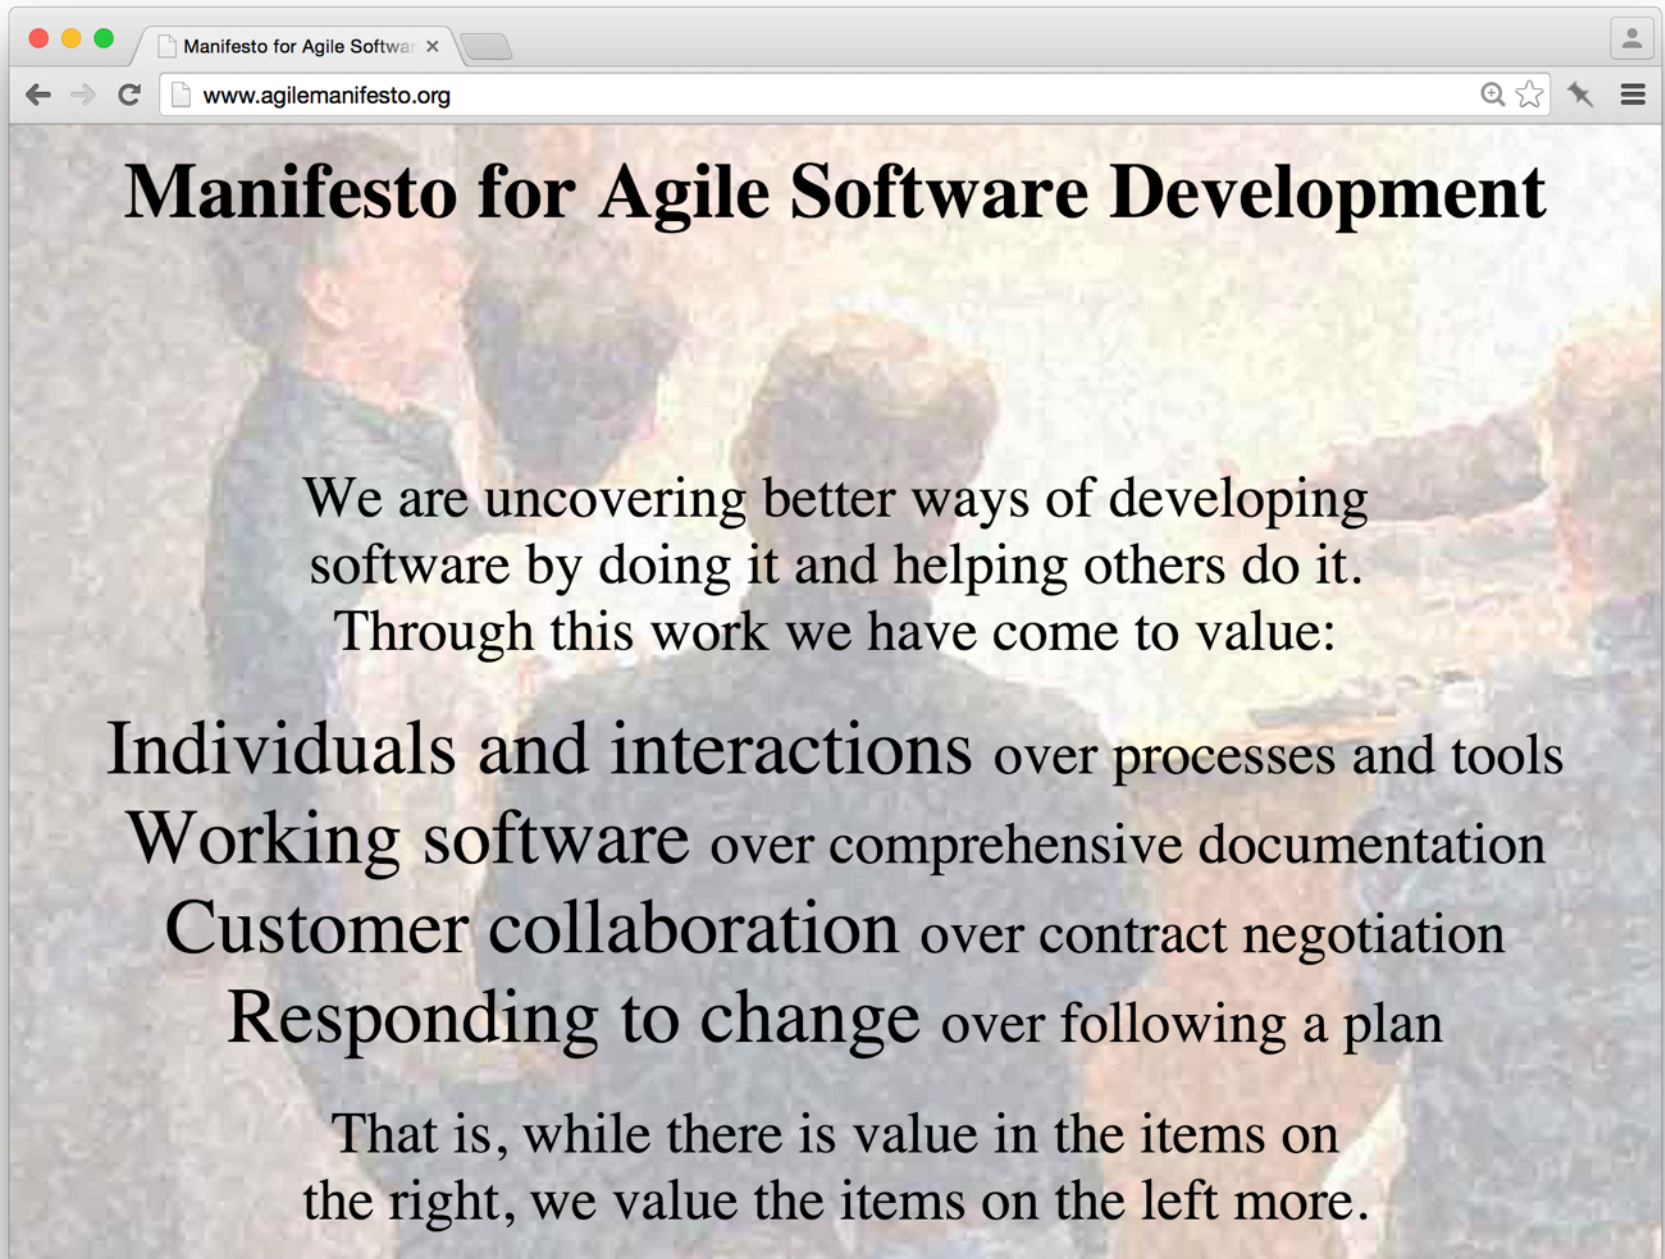 Manifesto for Agile Softwar
www.agilemanifesto.org
Manifesto for Agile Software Development
We are uncovering better ways of developing
software by doing it and helping others do it.
Through this work we have come to value:
Individuals and interactions over processes and tools
Working software over comprehensive documentation
Customer collaboration over contract negotiation
Responding to change over following a plan
That is, while there is value in the items on
the right, we value the items on the left more.